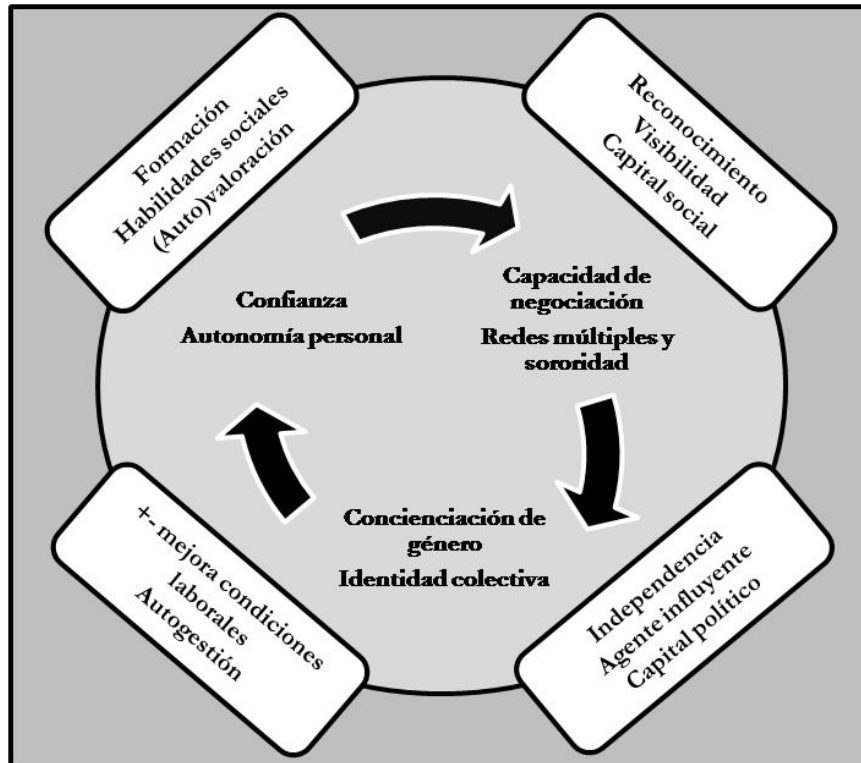 Formación
Habilidades sociales
(Auto)valoración
Reconocimiento
Visibilidad
Capital social
Confianza
Autonomía personal
Capacidad de
negociación
Redes múltiples y
sororidad
Concienciación de
género
Identidad colectiva
+- mejora condiciones
laborales
Autogestión
Independencia
Agente influyente
Capital político